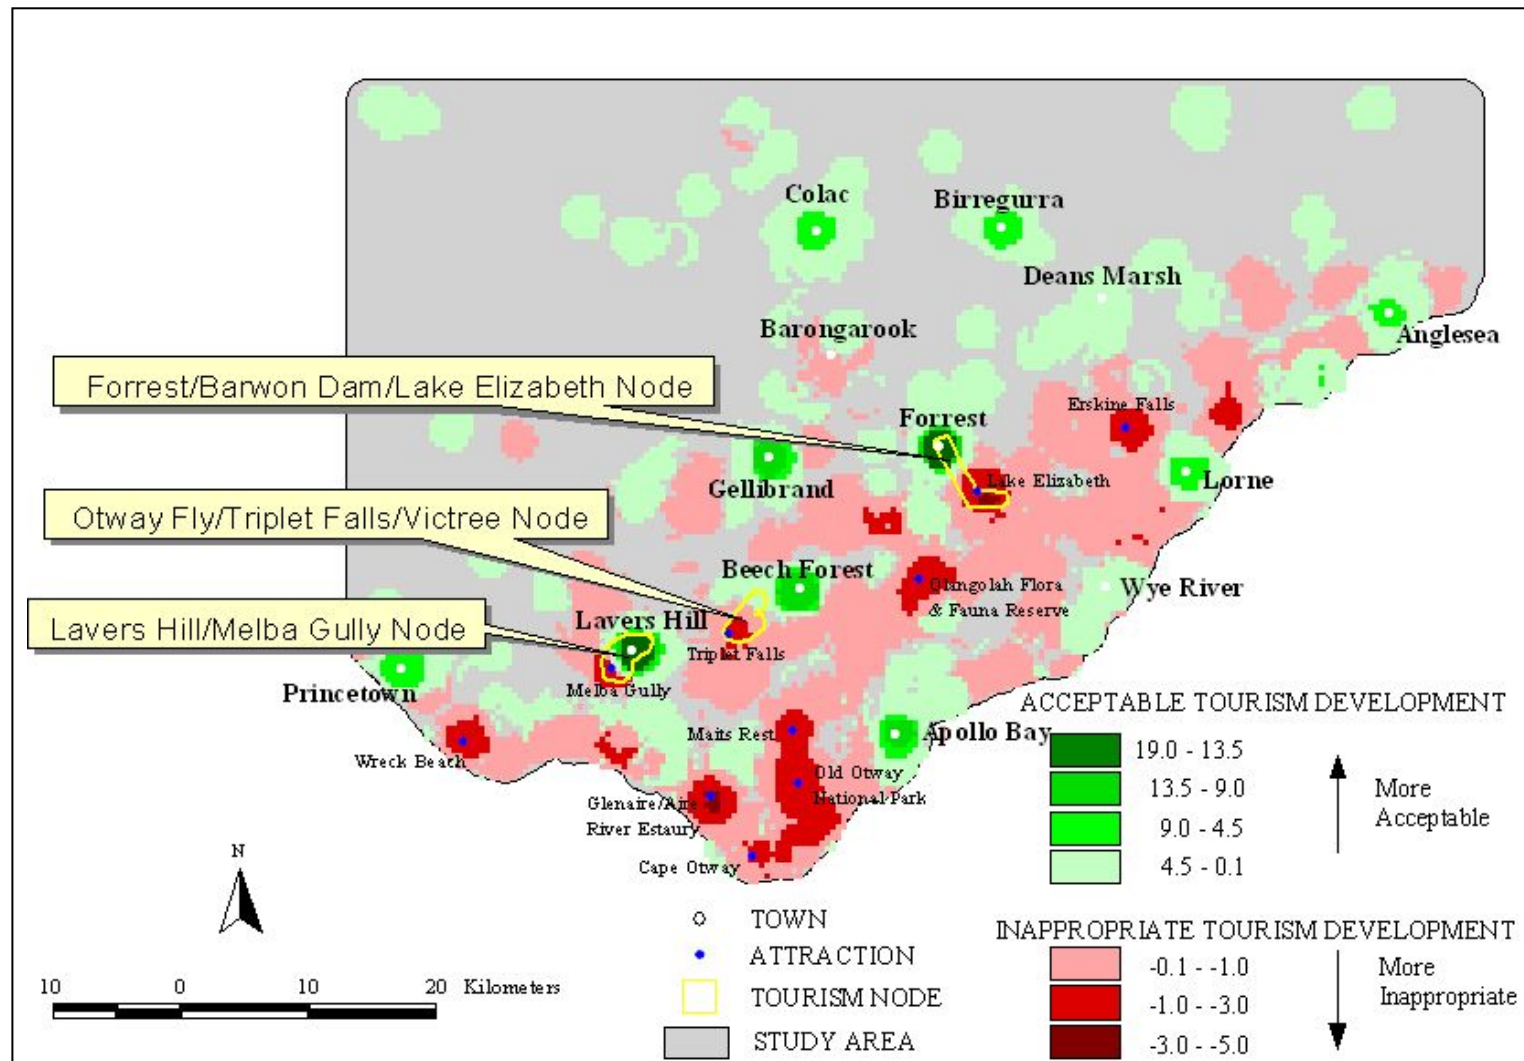 Colac
Birregurra
Deans Marsh
Barongarook
Anglesea
Forrest/Barwon Dam/Lake Elizabeth Node
Erskine Falls
Forrest
Lorne
Gellibrand
Lake Elizabeth
Otway Fly/Triplet Falls/Victree Node
Beech Forest
Olangolah Flora
& Fauna Reserve
Wye River
Lavers Hill/Melba Gully Node
Lavers Hill
Triplet Falls
Melba Gully
Princetown
Maits Rest
Apollo Bay
Wreck Beach
Old Otway
National Park
Glenaire/Aire
River Estaury
Cape Otway
ACCEPTABLE TOURISM DEVELOPMENT
19.0 - 13.5
13.5 - 9.0
9.0 - 4.5
4.5 - 0.1
More
Acceptable
INAPPROPRIATE TOURISM DEVELOPMENT
-0.1 - -1.0
-1.0 - -3.0
-3.0 - -5.0
More
Inappropriate
N
10 0 10 20 Kilometers
TOWN
ATTRACTION
TOURISM NODE
STUDY AREA